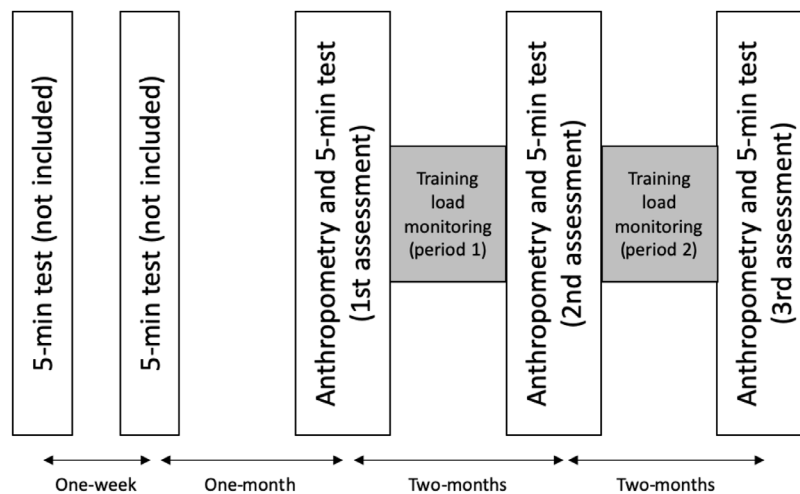 5-min test (not included)
5-min test (not included)
Anthropometry and 5-min test
(1st assessment)
Training
load
monitoring
(period 1)
Anthropometry and 5-min test
(2nd assessment)
Training
load
monitoring
(period 2)
Anthropometry and 5-min test
(3rd assessment)
One-week
One-month
Two-months
Two-months